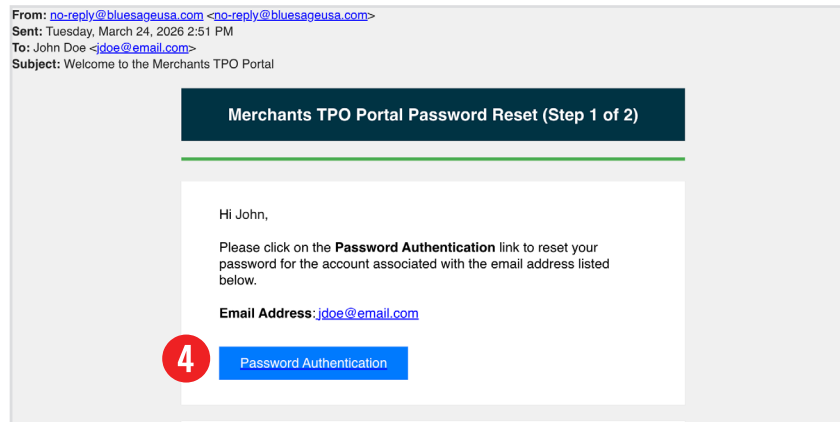 From: no-reply@bluesageusa.com <no-reply@bluesageusa.com>
Sent: Tuesday, March 24, 2026 2:51 PM
To: John Doe <jdoe@email.com>
Subject: Welcome to the Merchants TPO Portal
Merchants TPO Portal Password Reset (Step 1 of 2)
Hi John,
Please click on the Password Authentication link to reset your
password for the account associated with the email address listed
below.
Email Address: jdoe@email.com
4
Password Authentication